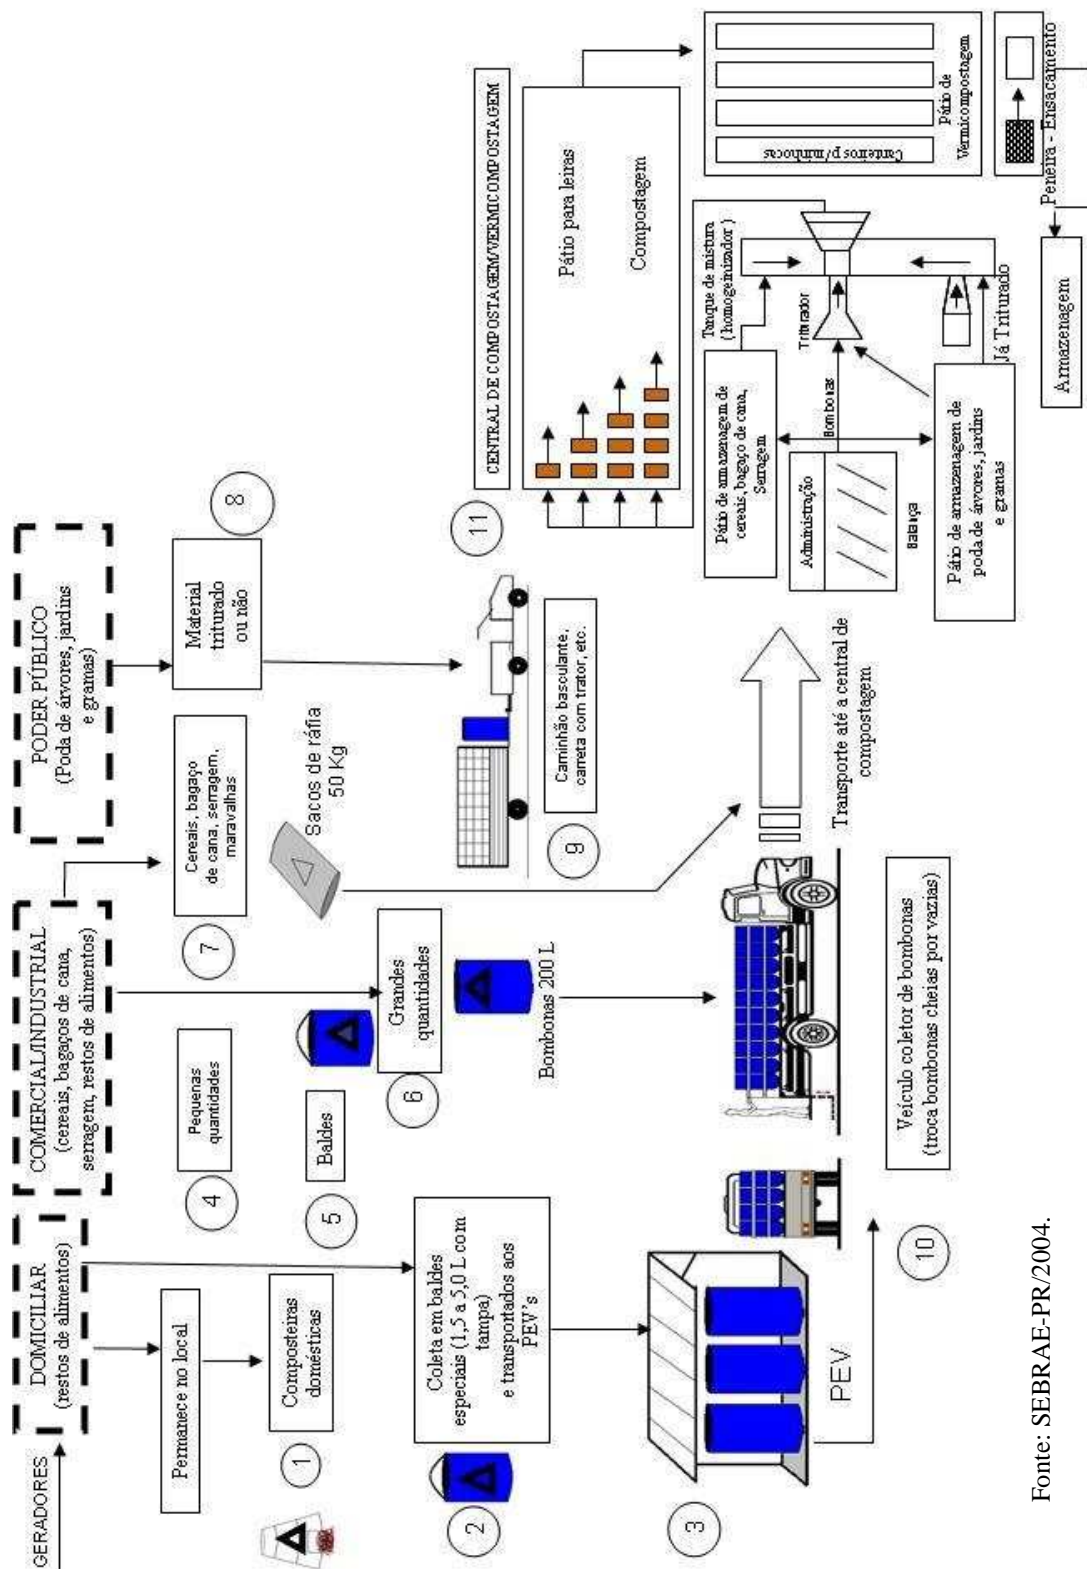 GERADORES
DOMICILIAR
(restos de alimentos)
COMERCIAL/INDUSTRIAL
(cereais, bagaços de cana,
serragem, restos de alimentos)
PODER PÚBLICO
(Poda de árvores, jardins
e gramas)
Permanece no local
4
Pequenas
quantidades
7
Cereais, bagaço
de cana, serragem,
maravalhas
Material
triturado
ou não
8
1
Composteiras
domésticas
5
Baldes
Sacos de ráfia
50 Kg
2
Coleta em baldes
especiais (1,5 a 5,0 L com
tampa)
e transportados aos
PEV's
6
Grandes
quantidades
Bombonas 200 L
9
Caminhão basculante,
carreta com trator, etc.
11
CENTRAL DE COMPOSTAGEM/VERMICOMPOSTAGEM
Pátio para leiras
Compostagem
3
PEV
10
Veículo coletor de bombonas
(troca bombonas cheias por vazias)
Transporte até a central de
compostagem
Pátio de armazenagem de
cereais, bagaço de cana,
Serragem
Tanque de mistura
(homogeinizador)
Administração
Bombonas
Triturador
Balança
Pátio de armazenagem de
poda de árvores, jardins
e gramas
Já Triturado
Canteiros p/minhocas
Pátio de
Vermicompostagem
Peneira - Ensacamento
Armazenagem
Fonte: SEBRAE-PR/2004.